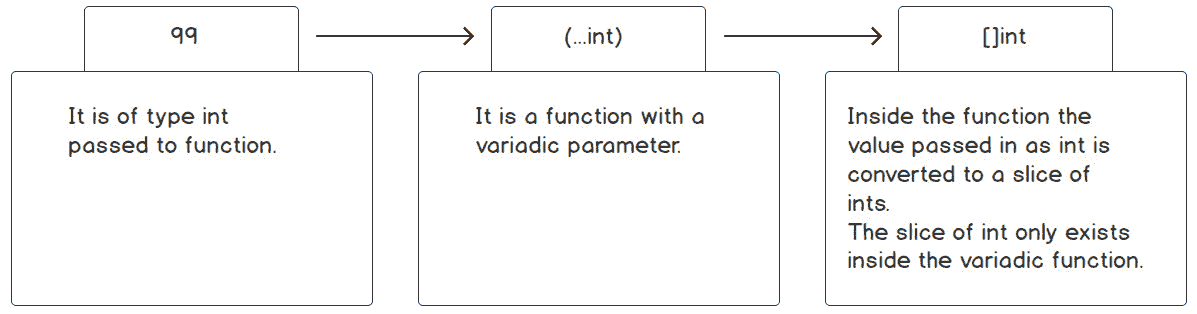 99
(...int)
[]int
It is of type int
passed to function.
It is a function with a
variadic parameter.
Inside the function the
value passed in as int is
converted to a slice of
ints.
The slice of int only exists
inside the variadic function.